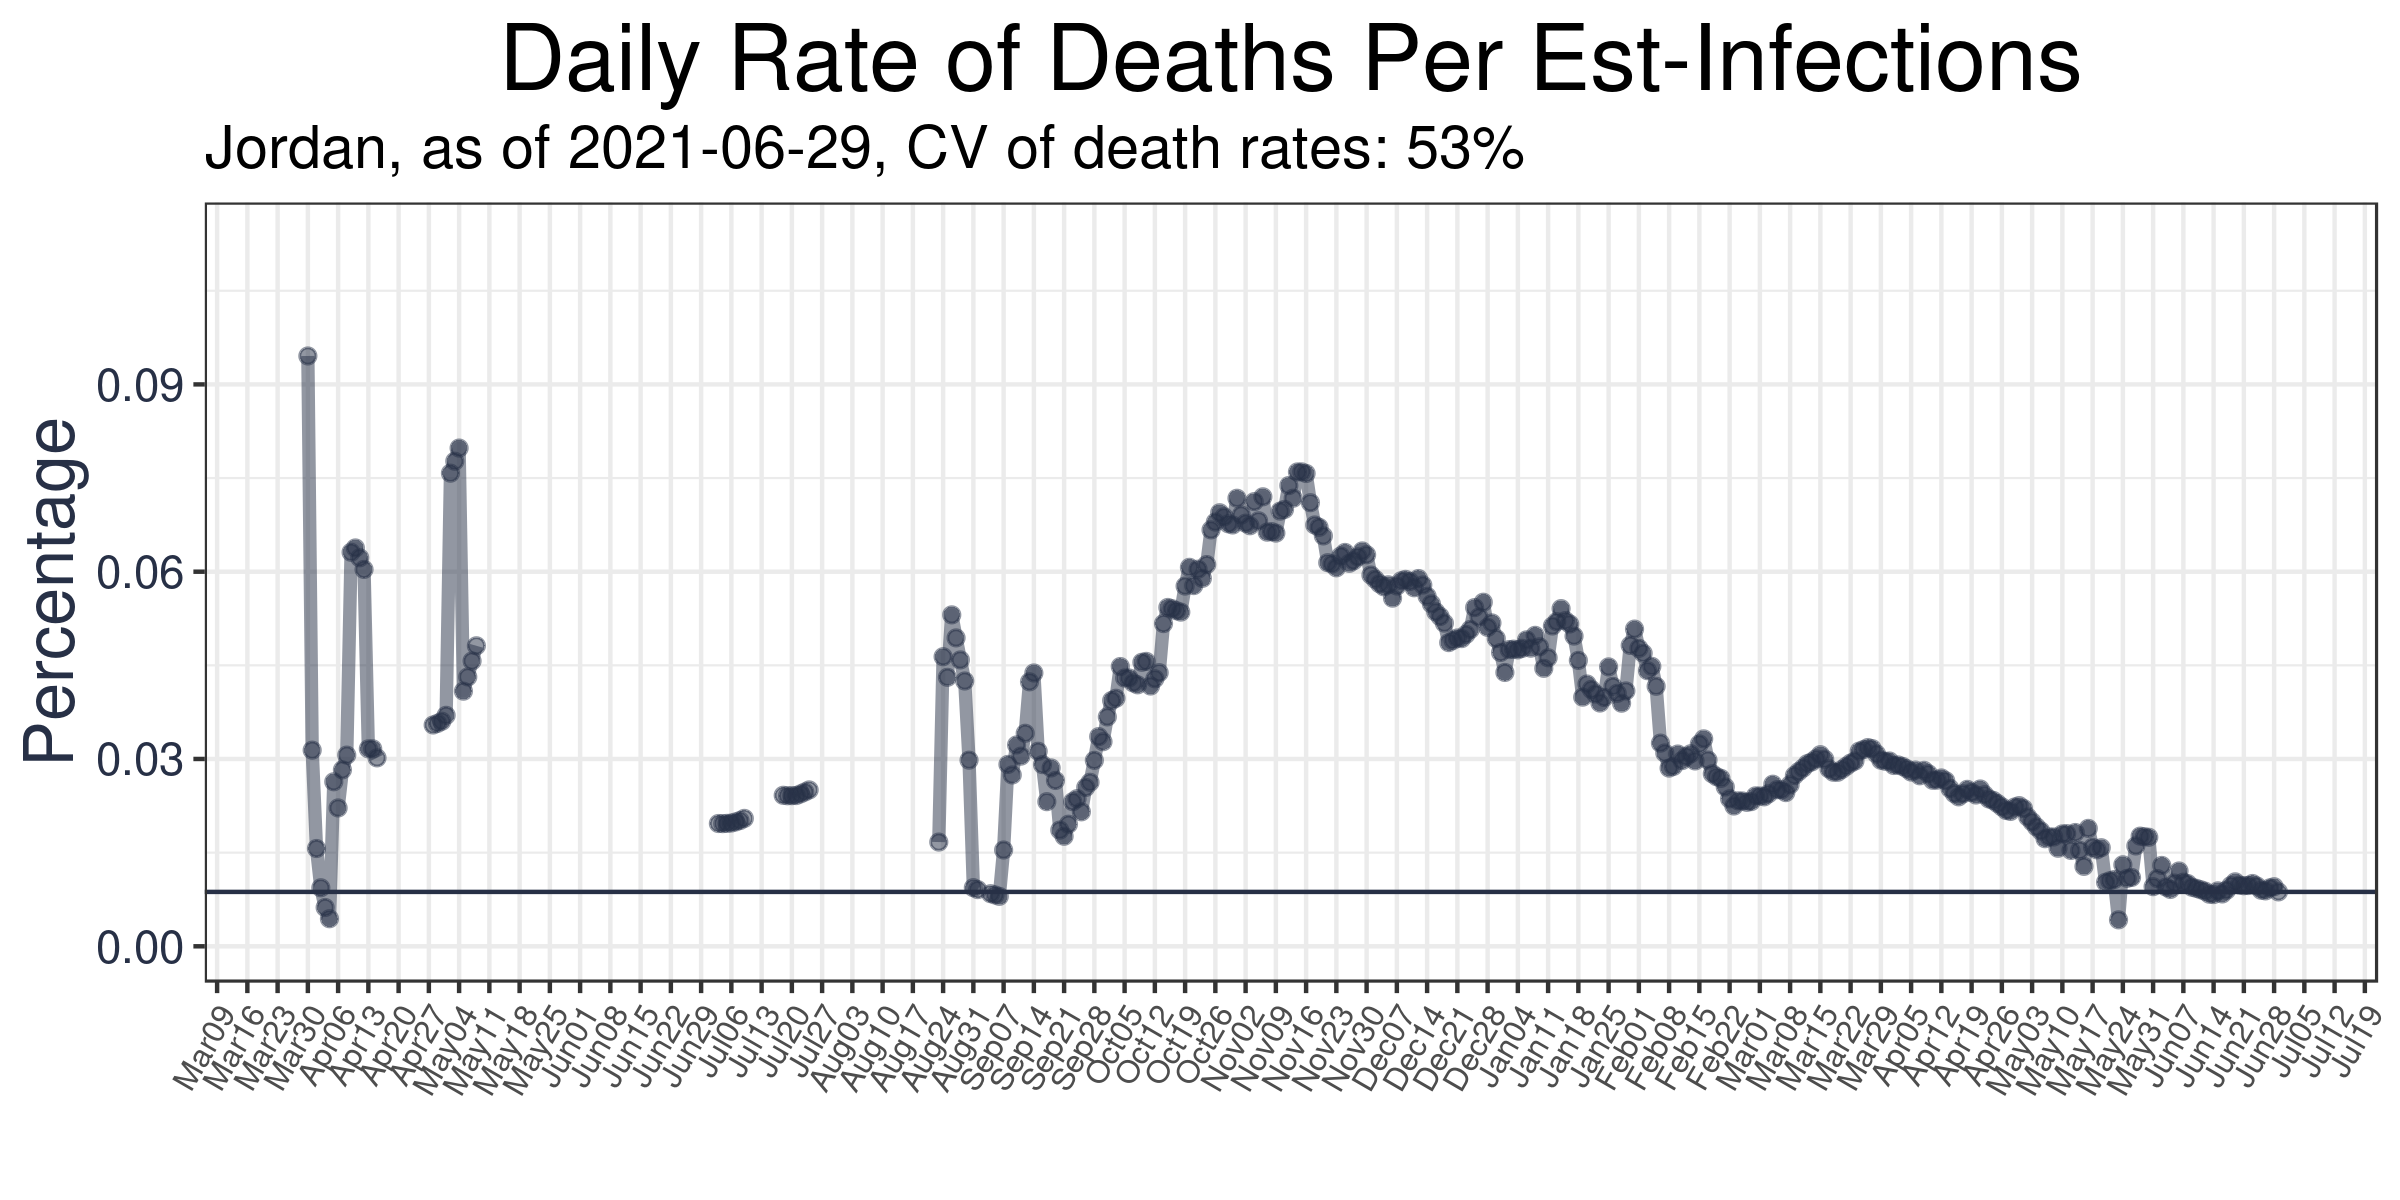 Daily Rate of Deaths Per Est-Infections
Jordan, as of 2021-06-29, CV of death rates: 53%
Percentage
0.09
0.06
0.03
0.00
Mar09
Mar16
Mar23
Mar30
Apr06
Apr13
Apr20
Apr27
May04
May11
May18
May25
Jun01
Jun08
Jun15
Jun22
Jun29
Jul06
Jul13
Jul20
Jul27
Aug03
Aug10
Aug17
Aug24
Aug31
Sep07
Sep14
Sep21
Sep28
Oct05
Oct12
Oct19
Oct26
Nov02
Nov09
Nov16
Nov23
Nov30
Dec07
Dec14
Dec21
Dec28
Jan04
Jan11
Jan18
Jan25
Feb01
Feb08
Feb15
Feb22
Mar01
Mar08
Mar15
Mar22
Mar29
Apr05
Apr12
Apr19
Apr26
May03
May10
May17
May24
May31
May07
Jun07
Jun14
Jun21
Jun28
Jul05
Jul12
Jul19